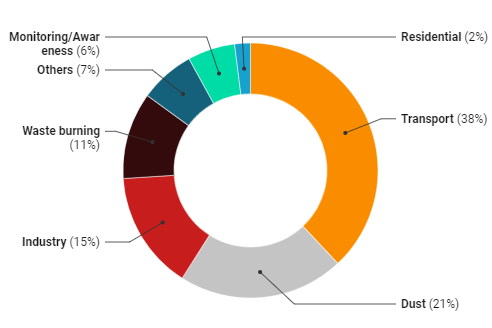 Monitoring/Awar
eness (6%)
Residential (2%)
Others (7%)
Transport (38%)
Waste burning
(11%)
Industry (15%)
Dust (21%)